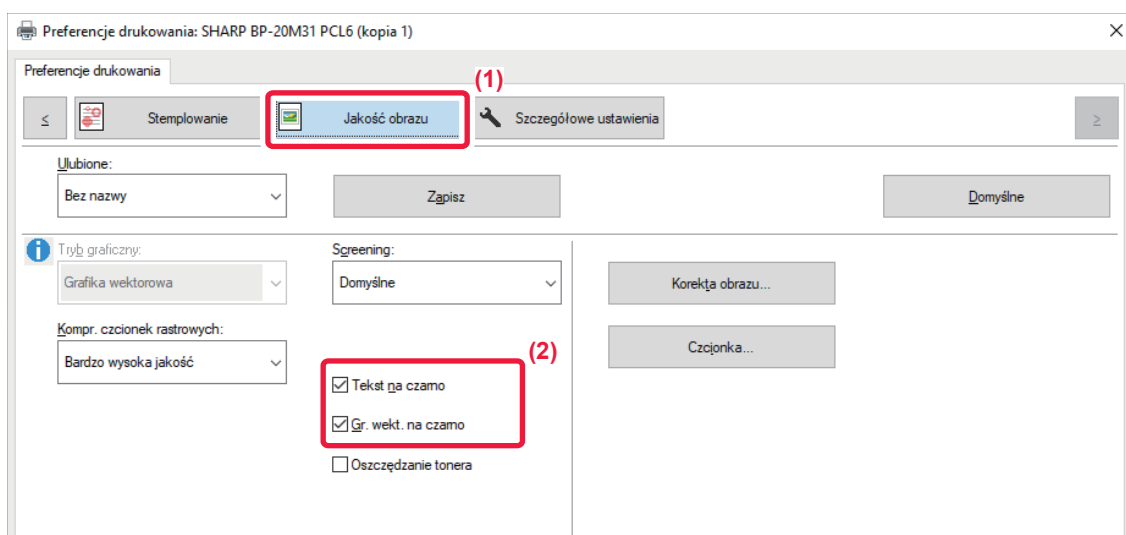 Preferencje drukowania: SHARP BP-20M31 PCL6 (kopia 1)
Preferencje drukowania
(1)
< Stemplowanie Jakość obrazu Szczegółowe ustawienia >
Ulubione:
Bez nazwy Zapisz Domyślne
Tryb graficzny: Screening:
Grafika wektorowa Domyślne Korekta obrazu...
Kompr. czcionek rastrowych:
Bardzo wysoka jakość Czcionka...
(2)
Tekst na czarno
Gr. wekt. na czarno
Oszczędzanie tonera